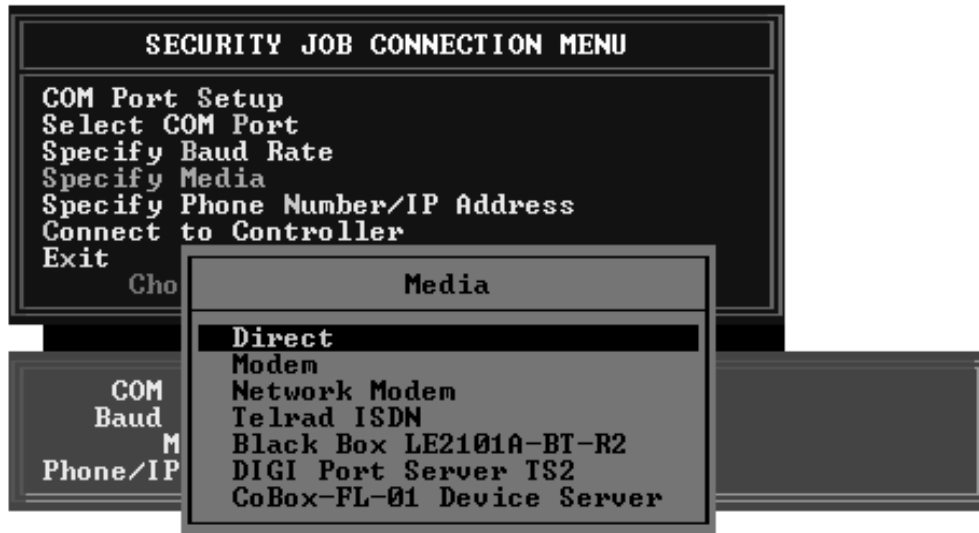 SECURITY JOB CONNECTION MENU
COM Port Setup
Select COM Port
Specify Baud Rate
Specify Media
Specify Phone Number/IP Address
Connect to Controller
Exit
Cho
Media
Direct
Modem
Network Modem
Telrad ISDN
Black Box LE2101A-BT-R2
DIGI Port Server TS2
CoBox-FL-01 Device Server
COM
Baud
M
Phone/IP